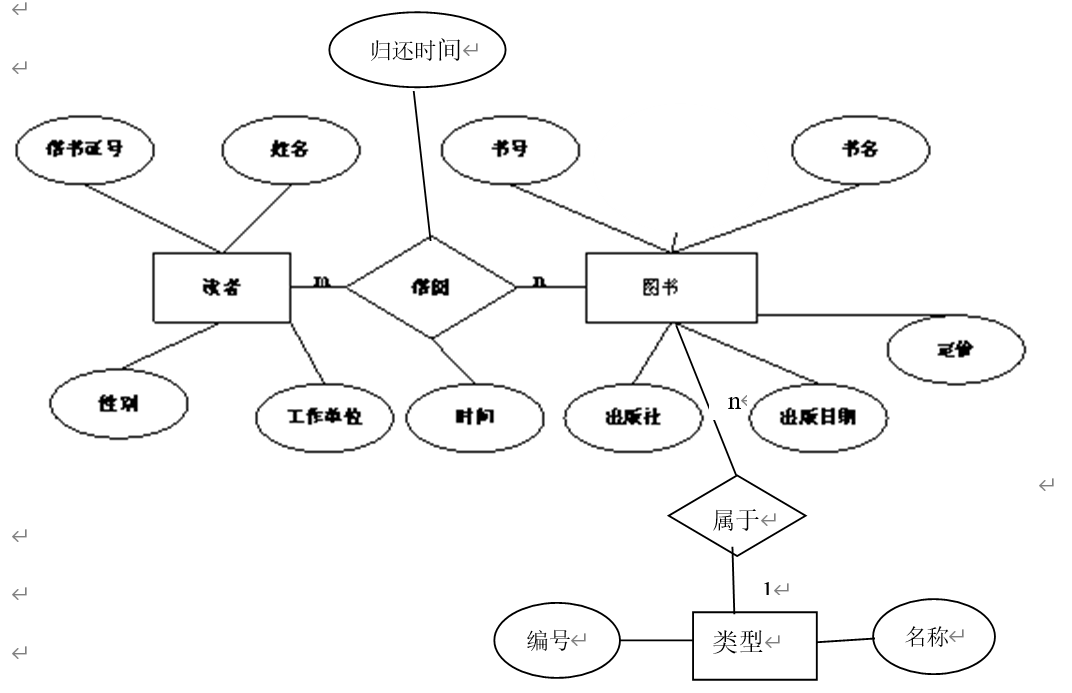 归还时间
借书证号
姓名
书号
书名
读者
m
借阅
n
图书
定价
性别
工作单位
时间
出版社
n
出版日期
属于
1
编号
类型
名称